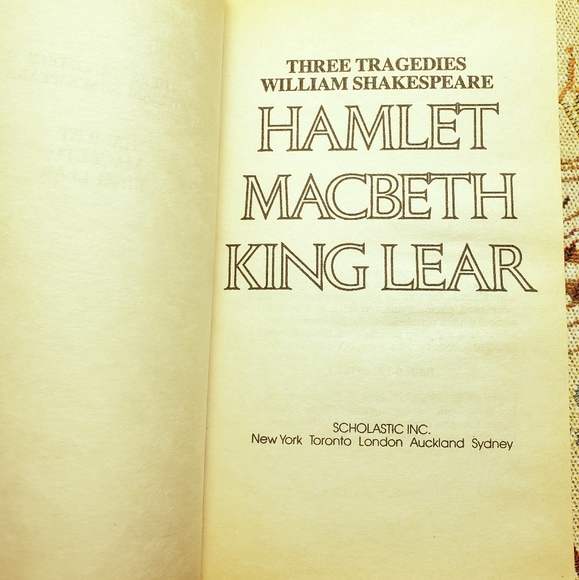 THREE TRAGEDIES
WILLIAM SHAKESPEARE
HAMLET
MACBETH
KING LEAR
SCHOLASTIC INC.
New York Toronto London Auckland Sydney